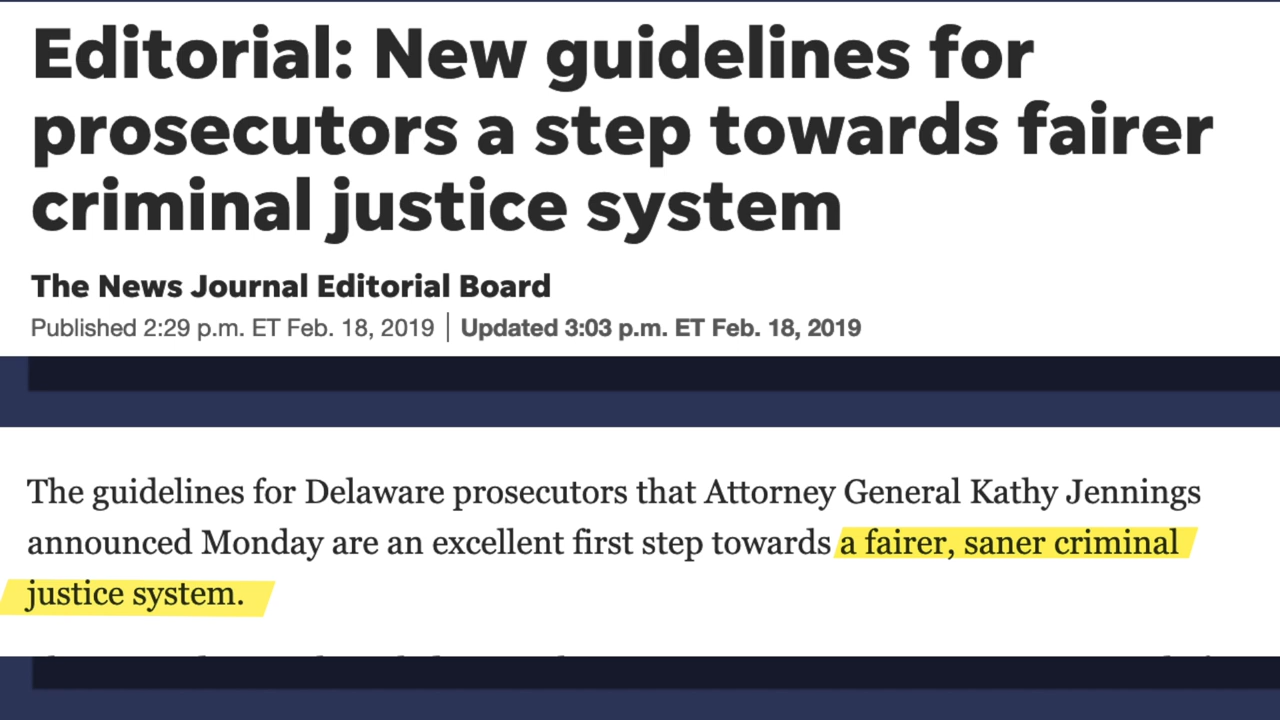 Editorial: New guidelines for
prosecutors a step towards fairer
criminal justice system
The News Journal Editorial Board
Published 2:29 p.m. ET Feb. 18, 2019 | Updated 3:03 p.m. ET Feb. 18, 2019
The guidelines for Delaware prosecutors that Attorney General Kathy Jennings
announced Monday are an excellent first step towards a fairer, saner criminal
justice system.